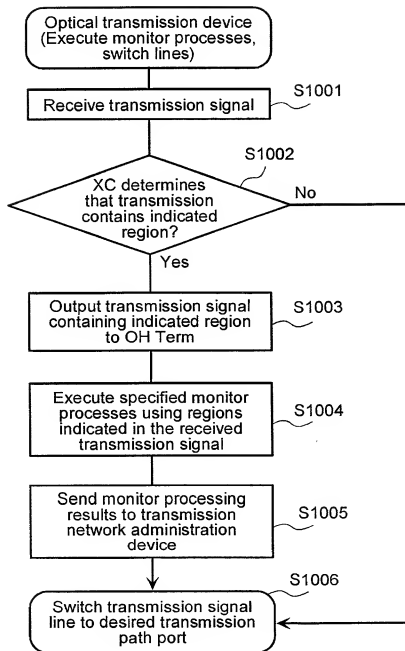 Optical transmission device
(Execute monitor processes,
switch lines)
S1001
Receive transmission signal
S1002
XC determines
that transmission
contains indicated
region?
No
Yes
S1003
Output transmission signal
containing indicated region
to OH Term
S1004
Execute specified monitor
processes using regions
indicated in the received
transmission signal
S1005
Send monitor processing
results to transmission
network administration
device
S1006
Switch transmission signal
line to desired transmission
path port